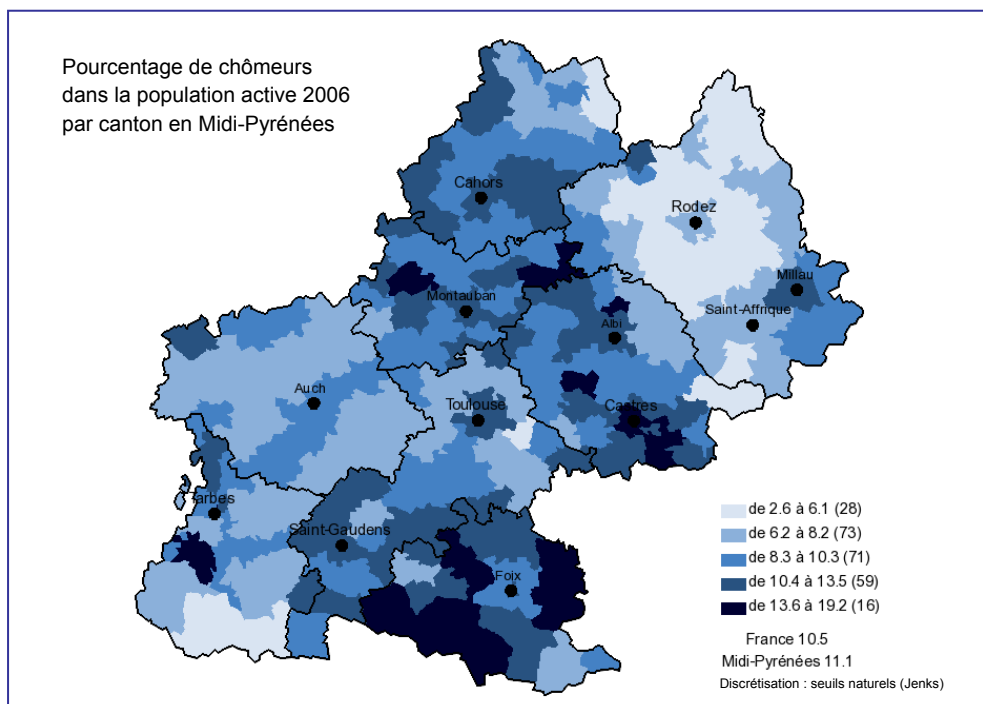 Pourcentage de chômeurs
dans la population active 2006
par canton en Midi-Pyrénées
Cahors
Rodez
Millau
Montauban
Saint-Affrique
Albi
Auch
Toulouse
Castres
Tarbes
Saint-Gaudens
Foix
de 2.6 à 6.1 (28)
de 6.2 à 8.2 (73)
de 8.3 à 10.3 (71)
de 10.4 à 13.5 (59)
de 13.6 à 19.2 (16)
France 10.5
Midi-Pyrénées 11.1
Discrétisation : seuils naturels (Jenks)